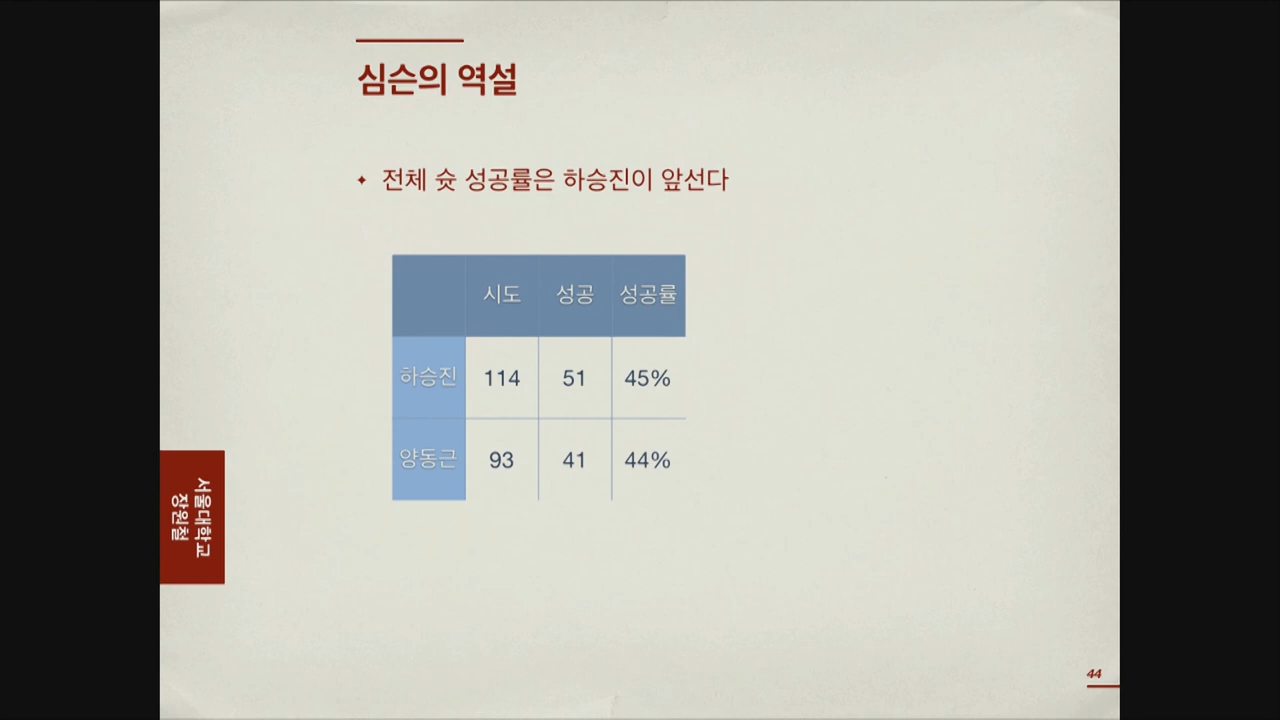 심슨의 역설
전체 슛 성공률은 하승진이 앞선다
시도 성공 성공률
하승진 114 51 45%
양동근 93 41 44%
서울대학교
장원철
44